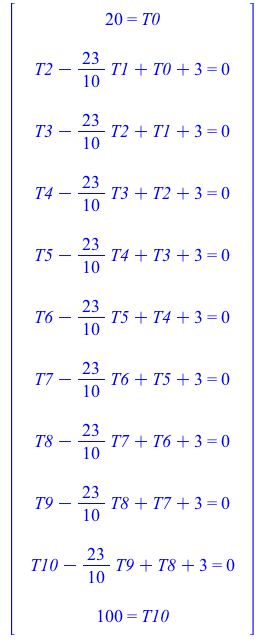 20 = T0
T2 − 23/10 T1 + T0 + 3 = 0
T3 − 23/10 T2 + T1 + 3 = 0
T4 − 23/10 T3 + T2 + 3 = 0
T5 − 23/10 T4 + T3 + 3 = 0
T6 − 23/10 T5 + T4 + 3 = 0
T7 − 23/10 T6 + T5 + 3 = 0
T8 − 23/10 T7 + T6 + 3 = 0
T9 − 23/10 T8 + T7 + 3 = 0
T10 − 23/10 T9 + T8 + 3 = 0
100 = T10